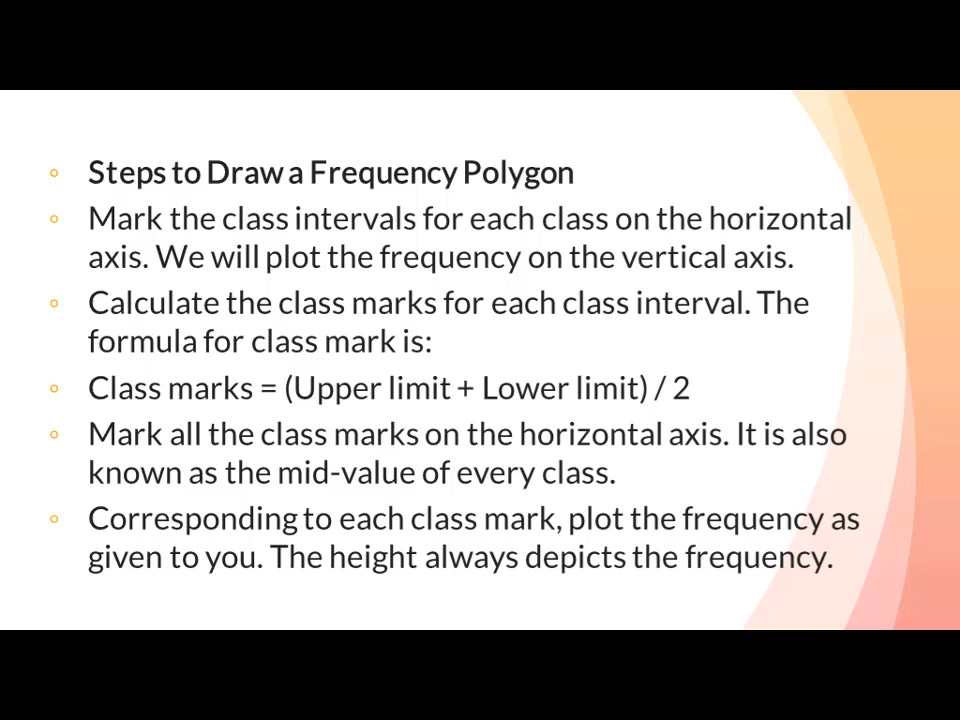 ◦ Steps to Draw a Frequency Polygon
◦ Mark the class intervals for each class on the horizontal
axis. We will plot the frequency on the vertical axis.
◦ Calculate the class marks for each class interval. The
formula for class mark is:
◦ Class marks = (Upper limit + Lower limit) / 2
◦ Mark all the class marks on the horizontal axis. It is also
known as the mid-value of every class.
◦ Corresponding to each class mark, plot the frequency as
given to you. The height always depicts the frequency.